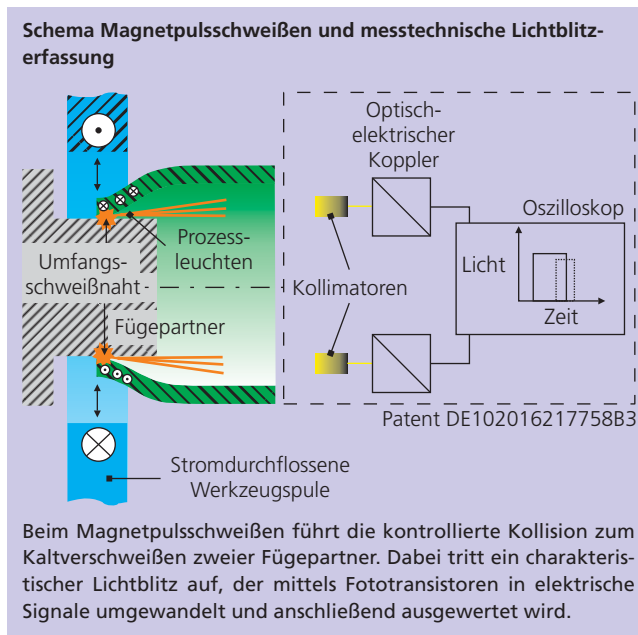 Schema Magnetpulsschweißen und messtechnische Lichtblitz-
erfassung
Optisch-
elektrischer
Koppler
Oszilloskop
Prozess-
leuchten
Umfangs-
schweißnaht
Kollimatoren
Licht
Zeit
Fügepartner
Patent DE102016217758B3
Stromdurchflossene
Werkzeugspule
Beim Magnetpulsschweißen führt die kontrollierte Kollision zum
Kaltverschweißen zweier Fügepartner. Dabei tritt ein charakteris-
tischer Lichtblitz auf, der mittels Fototransistoren in elektrische
Signale umgewandelt und anschließend ausgewertet wird.